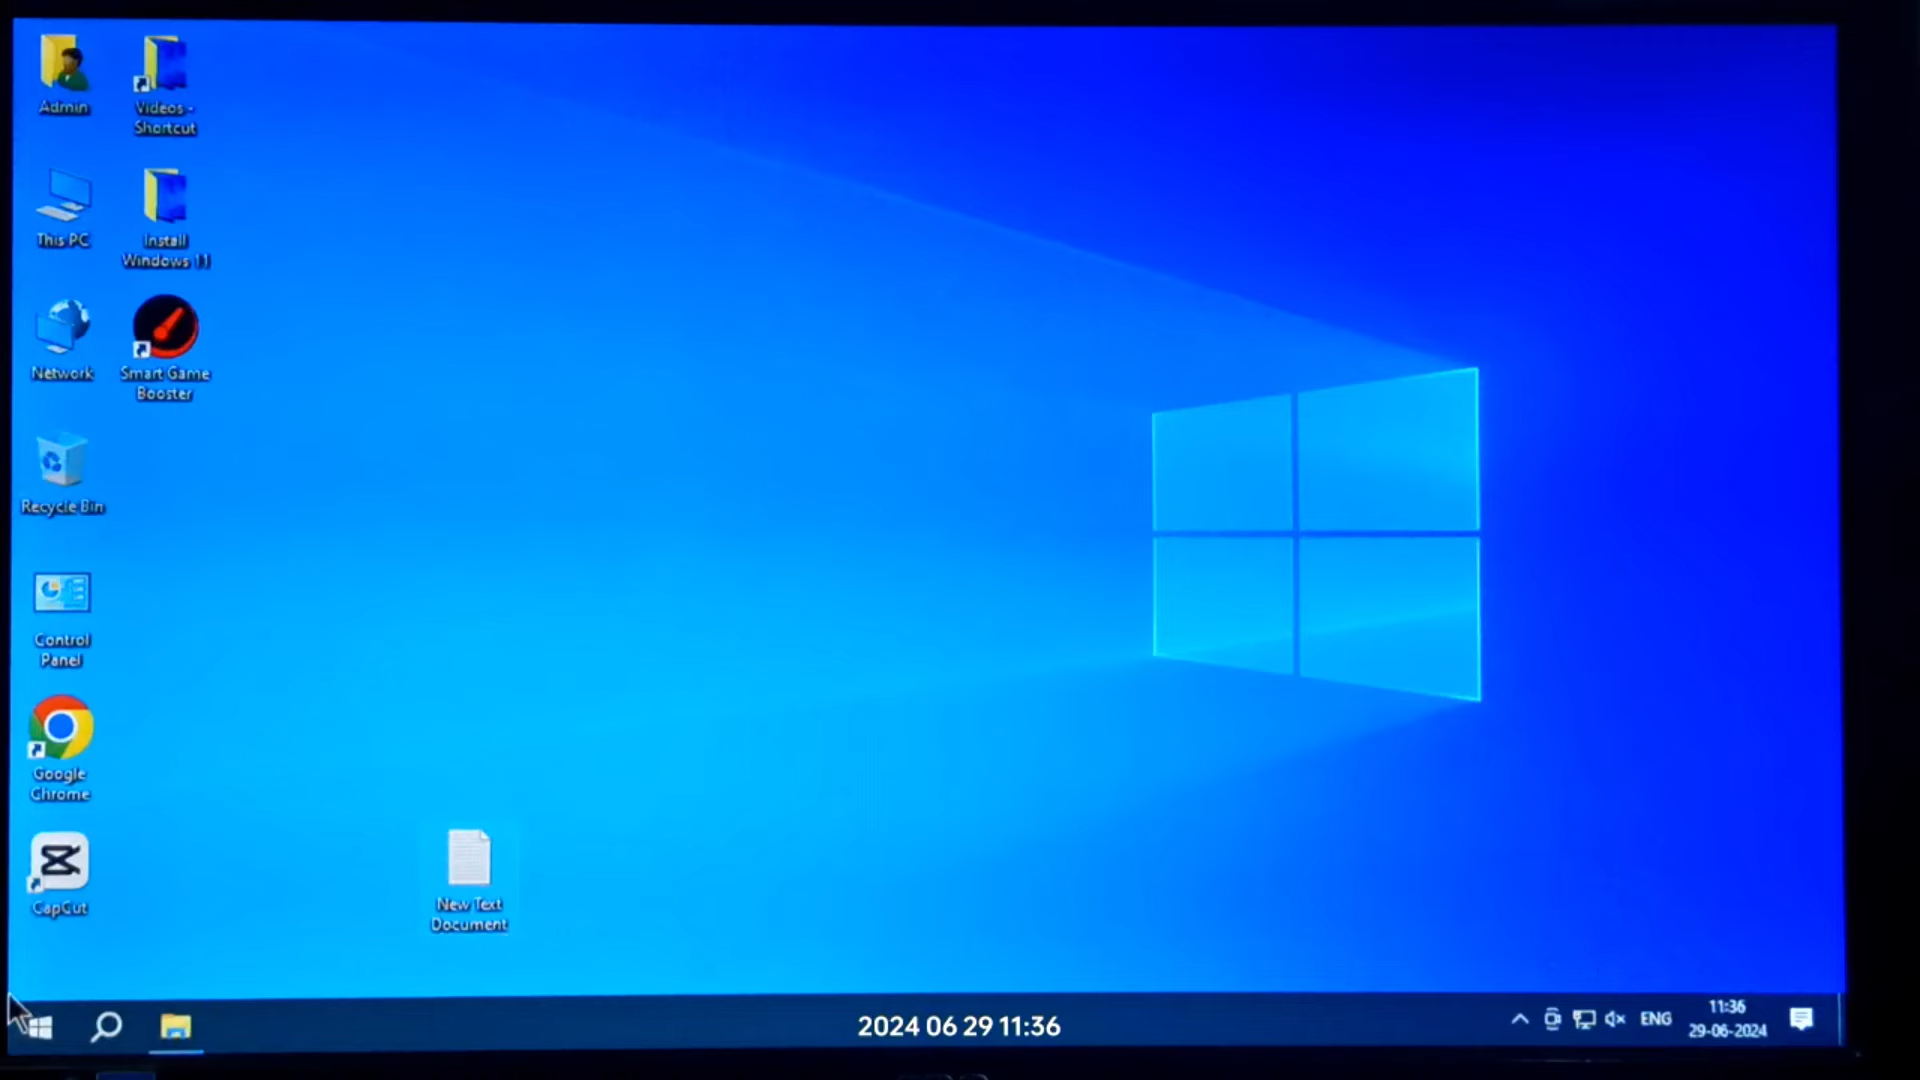 Admin
Videos -
Shortcut
This PC
Install
Windows 11
Network
Smart Game
Booster
Recycle Bin
Control
Panel
Google
Chrome
CapCut
New Text
Document
2024 06 29 11:36
ENG
11:36
29-06-2024